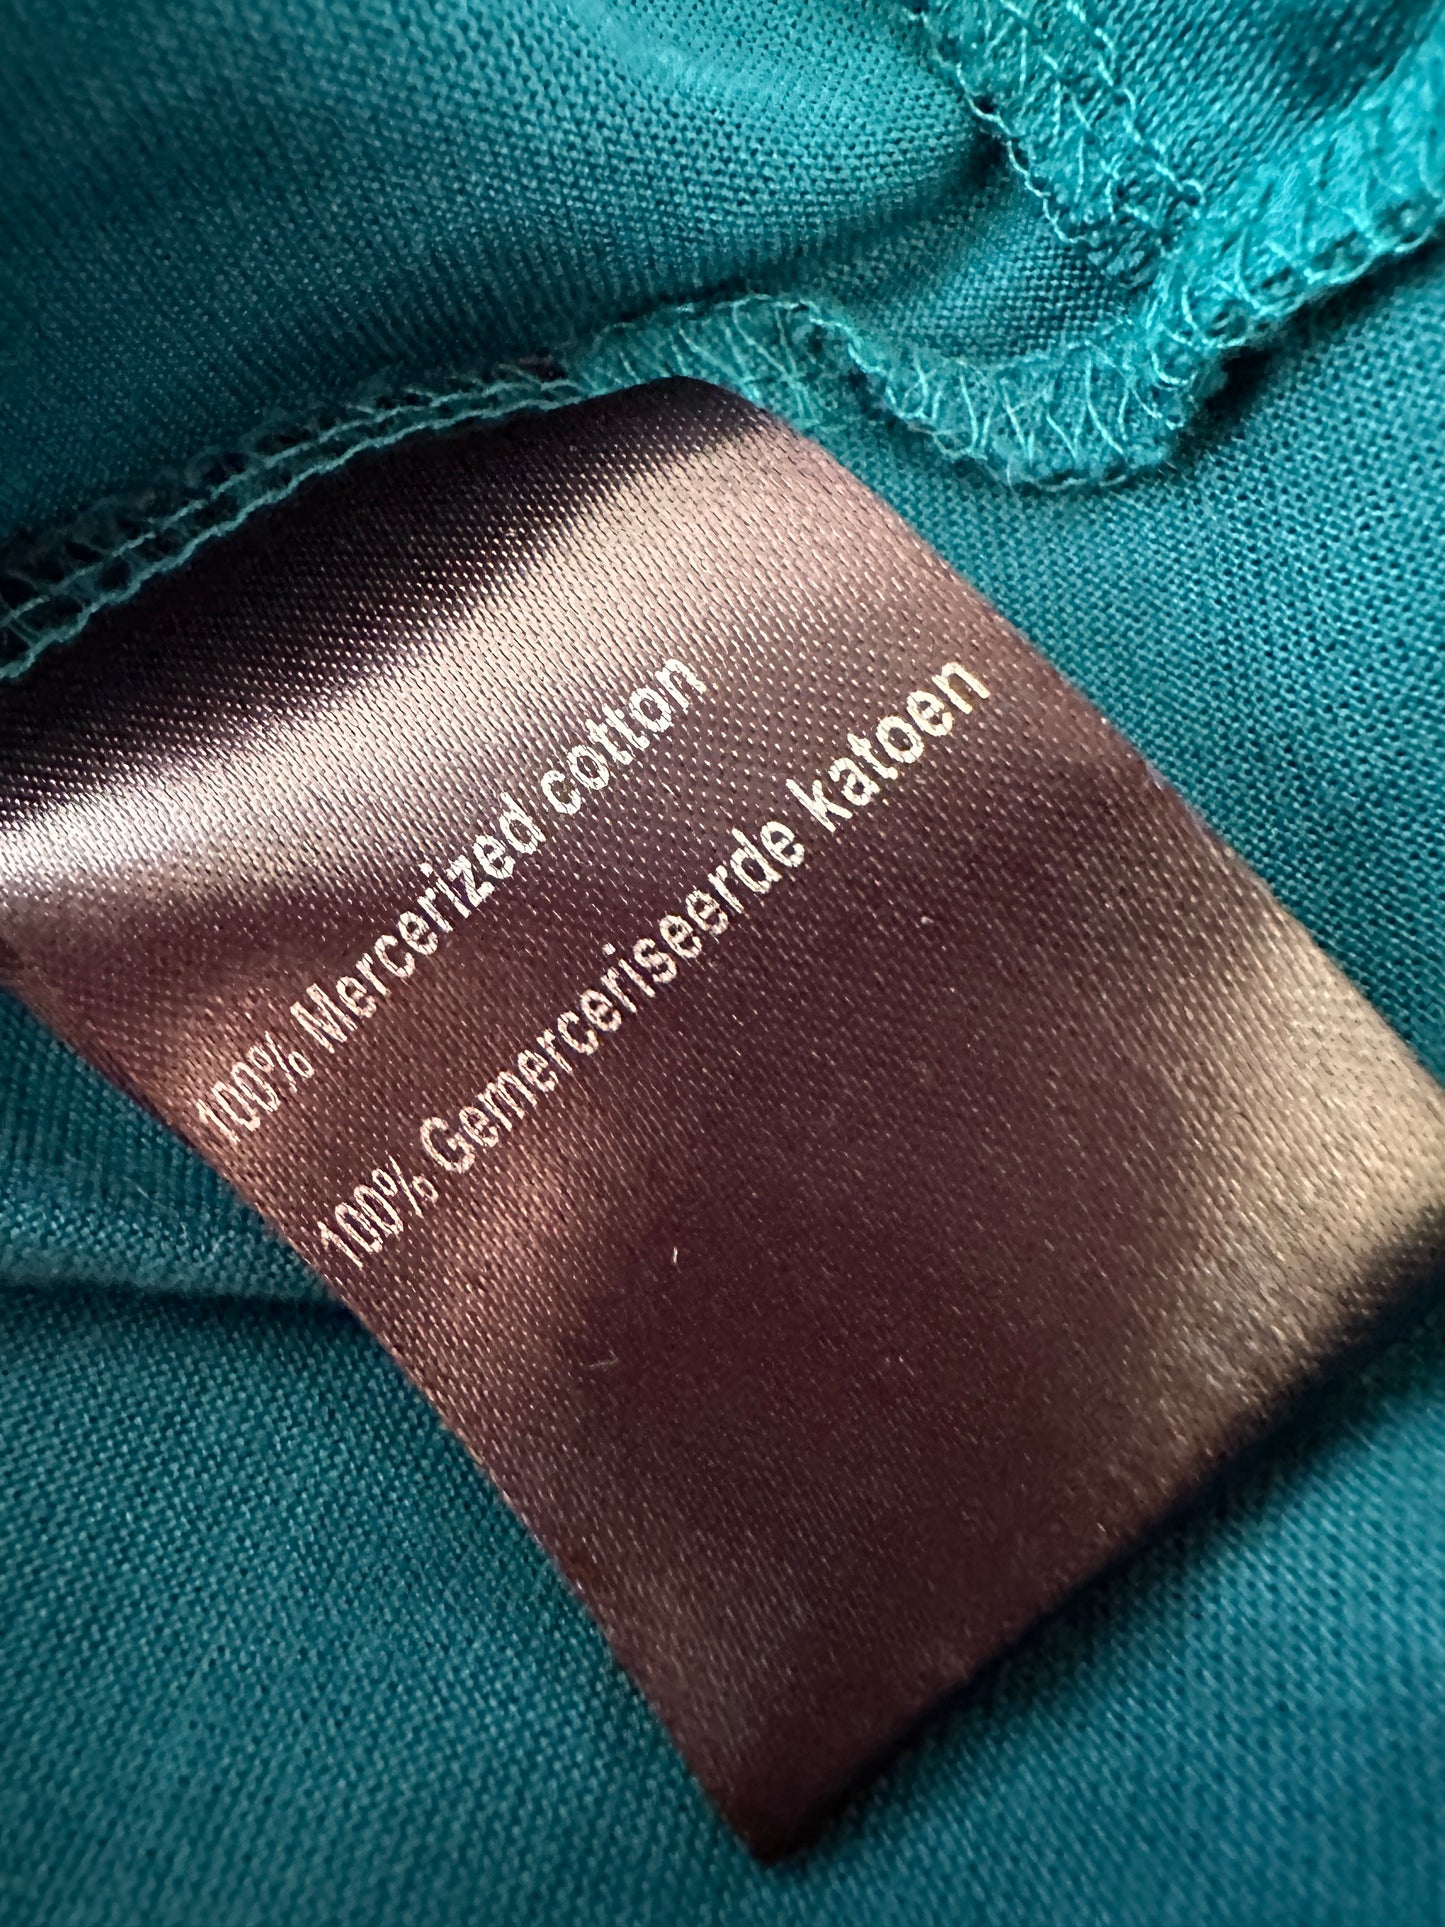 100% Mercerized cotton
100% Gemerceriseerde katoen